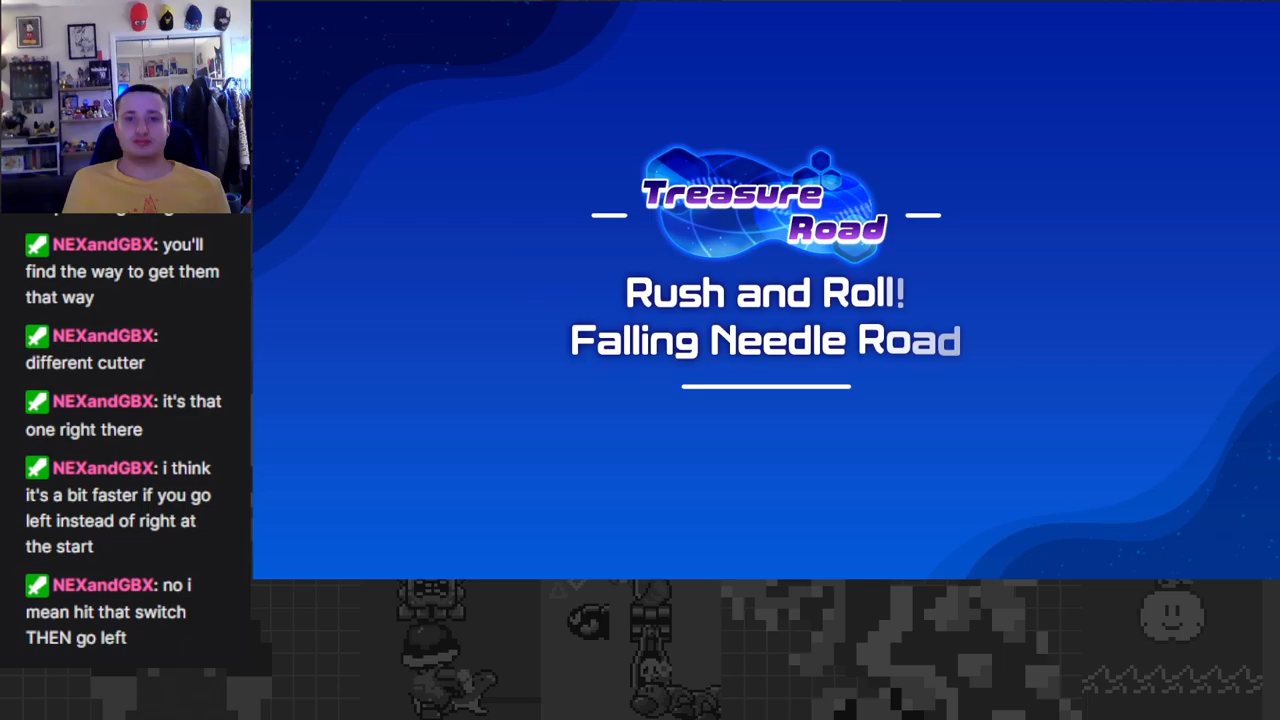 NEXandGBX: you'll
find the way to get them
that way
NEXandGBX:
different cutter
NEXandGBX: it's that
one right there
NEXandGBX: i think
it's a bit faster if you go
left instead of right at
the start
NEXandGBX: no i
mean hit that switch
THEN go left
Treasure
Road
Rush and Roll!
Falling Needle Road